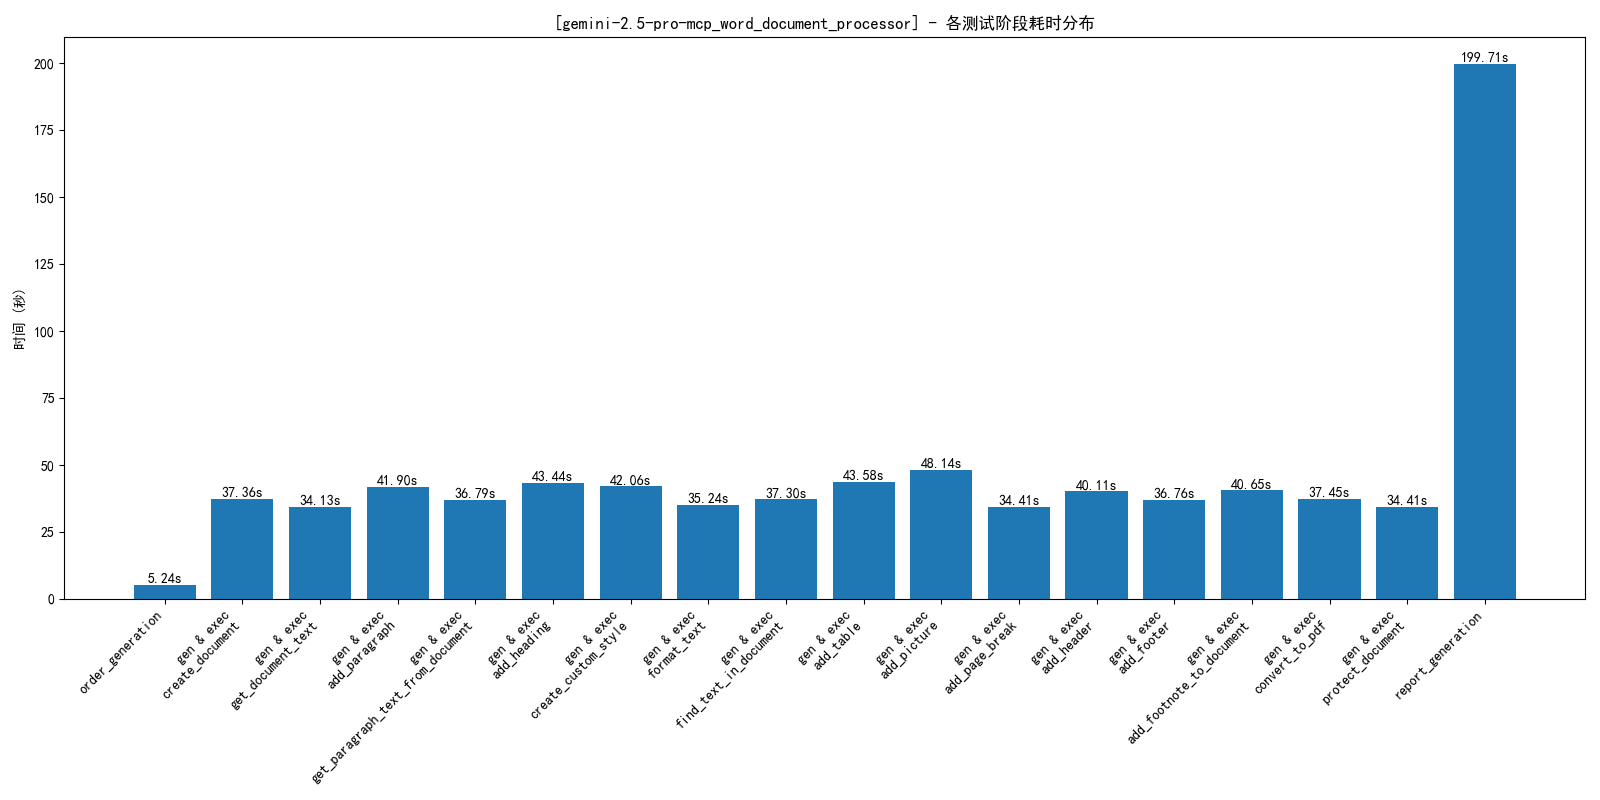 [gemini-2.5-pro-mcp_word_document_processor] - 各测试阶段耗时分布
时间 (秒)
200
175
150
125
100
75
50
25
0
5.24s
37.36s
34.13s
41.90s
36.79s
43.44s
42.06s
35.24s
37.30s
43.58s
48.14s
34.41s
40.11s
36.76s
40.65s
37.45s
34.41s
199.71s
order_generation
gen & exec
create_document
gen & exec
get_document_text
gen & exec
add_paragraph
gen & exec
get_paragraph_text_from_document
gen & exec
add_heading
gen & exec
create_custom_style
gen & exec
format_text
gen & exec
find_text_in_document
gen & exec
add_table
gen & exec
add_picture
gen & exec
add_page_break
gen & exec
add_header
gen & exec
add_footer
gen & exec
add_footnote_to_document
gen & exec
convert_to_pdf
gen & exec
protect_document
report_generation